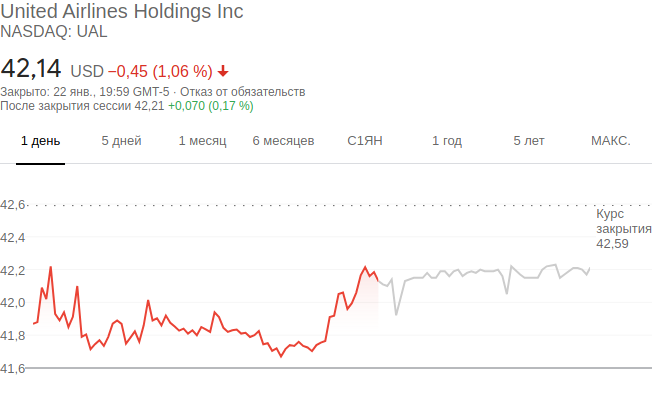 United Airlines Holdings Inc
NASDAQ: UAL
42,14 USD −0,45 (1,06 %)
Закрыто: 22 янв., 19:59 GMT-5 · Отказ от обязательств
После закрытия сессии 42,21 +0,070 (0,17 %)
1 день 5 дней 1 месяц 6 месяцев С1ЯН 1 год 5 лет МАКС.
42,6
Курс
закрытия
42,59
42,4
42,2
42,0
41,8
41,6